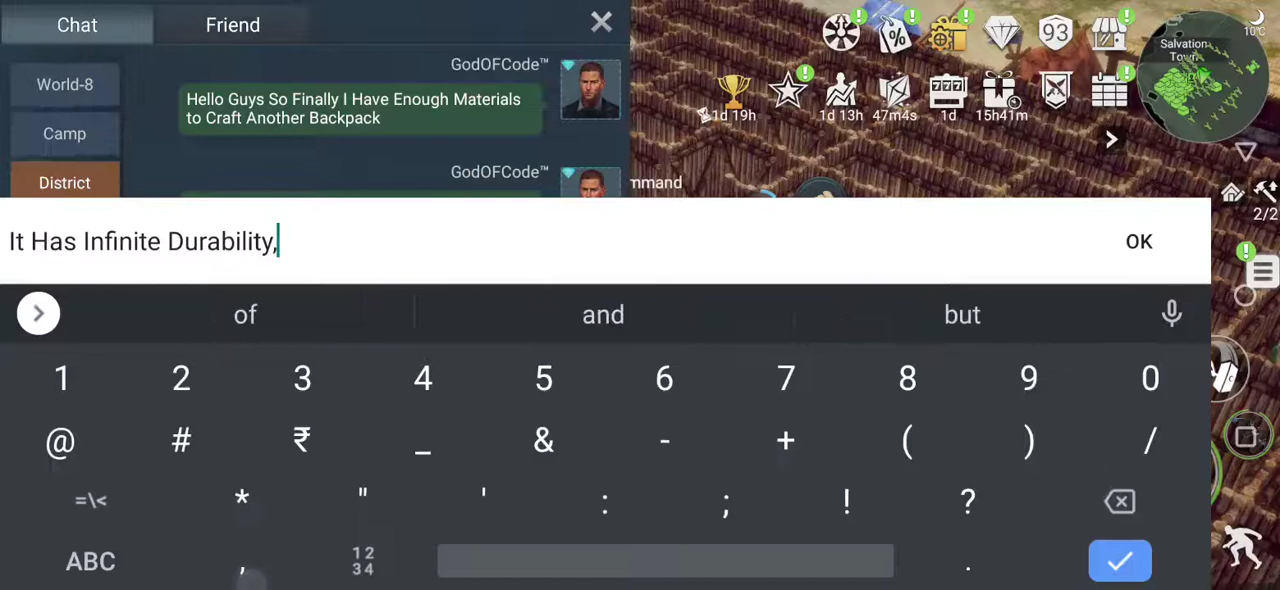 Chat
Friend
World-8
Camp
District
GodOFCode™
Hello Guys So Finally I Have Enough Materials
to Craft Another Backpack
GodOFCode™
%
93
777
1d 19h
1d 13h
47m4s
1d
15h41m
Salvation
Town
10°C
mmand
2/2
It Has Infinite Durability,
OK
of
and
but
1 2 3 4 5 6 7 8 9 0
@ # ₹ _ & - + ( ) /
=\< * " ' : ; ! ?
ABC , 12 .
34